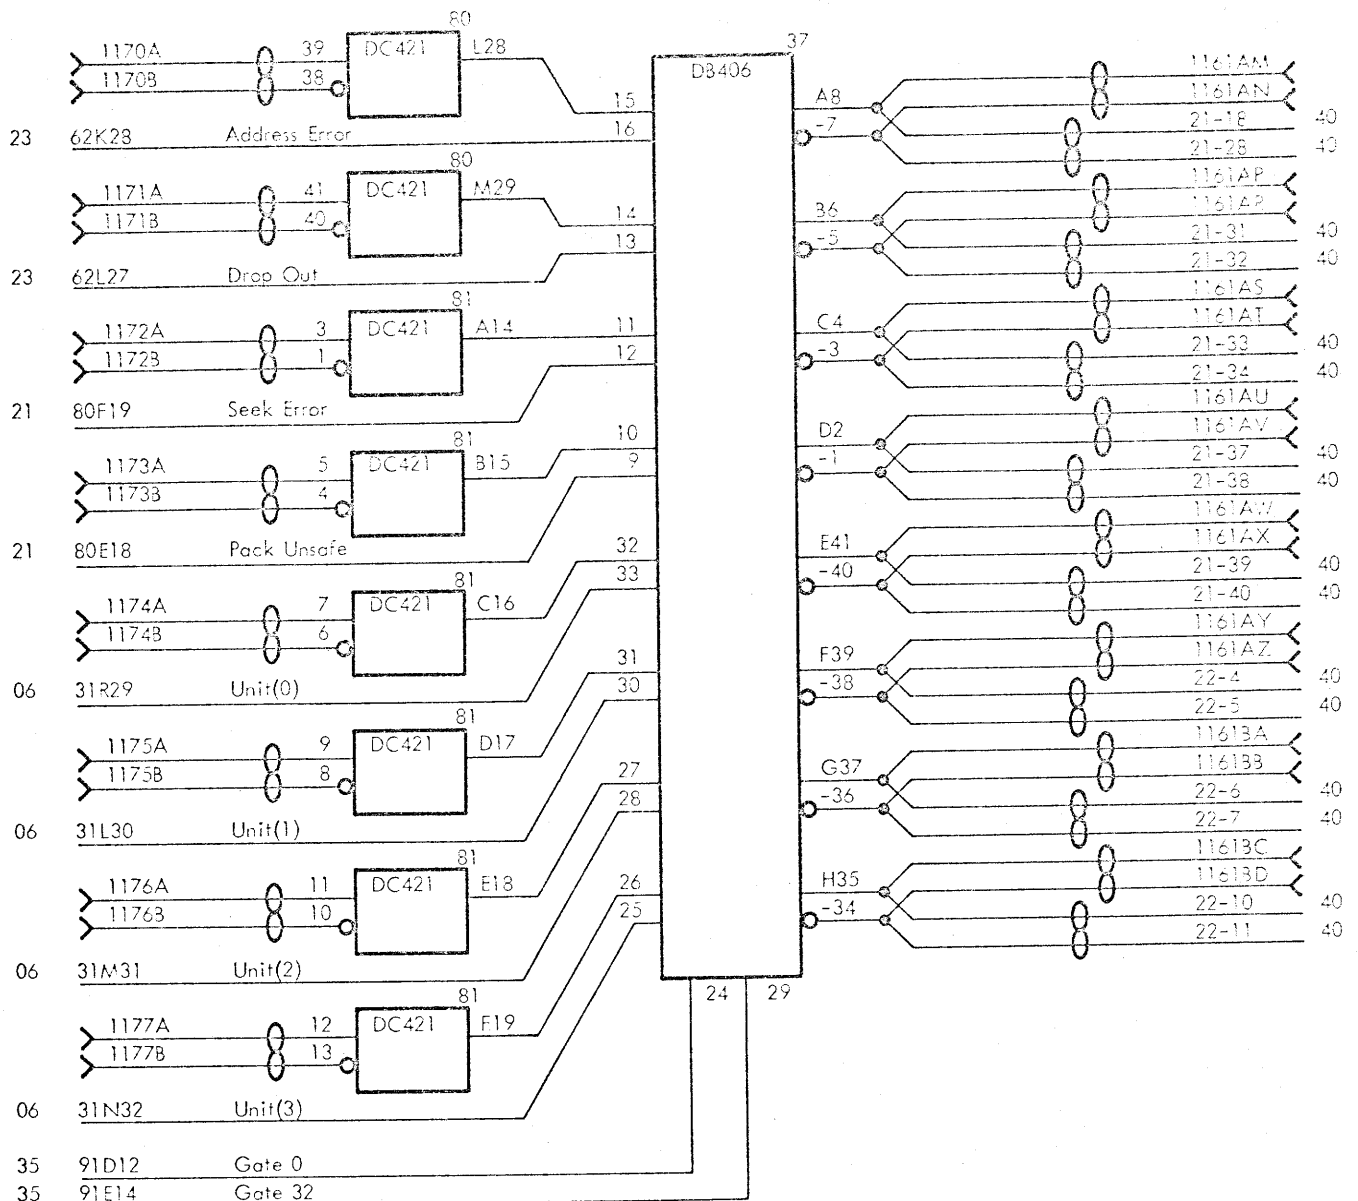 80
1170A 39 DC421 L28
1170B 38
23 62K28 Address Error
80
1171A 41 DC421 M29
1171B 40
23 62L27 Drop Out
81
1172A 3 DC421 A14
1172B 1
21 80F19 Seek Error
81
1173A 5 DC421 B15
1173B 4
21 80E18 Pack Unsafe
81
1174A 7 DC421 C16
1174B 6
06 31R29 Unit(0)
81
1175A 9 DC421 D17
1175B 8
06 31L30 Unit(1)
81
1176A 11 DC421 E18
1176B 10
06 31M31 Unit(2)
81
1177A 12 DC421 F19
1177B 13
06 31N32 Unit(3)
35 91D12 Gate 0
35 91E14 Gate 32
37
DB406
15
16
14
13
11
12
10
9
32
33
31
30
27
28
26
25
24 29
1161AM
A8 1161AN
-7 21-18 40
21-28 40
1161AP
B6 1161AR
-5 21-31 40
21-32 40
1161AS
C4 1161AT
-3 21-33 40
21-34 40
1161AU
D2 1161AV
-1 21-37 40
21-38 40
1161AW
E41 1161AX
-40 21-39 40
21-40 40
1161AY
F39 1161AZ
-38 22-4 40
22-5 40
1161BA
G37 1161BB
-36 22-6 40
22-7 40
1161BC
H35 1161BD
-34 22-10 40
22-11 40